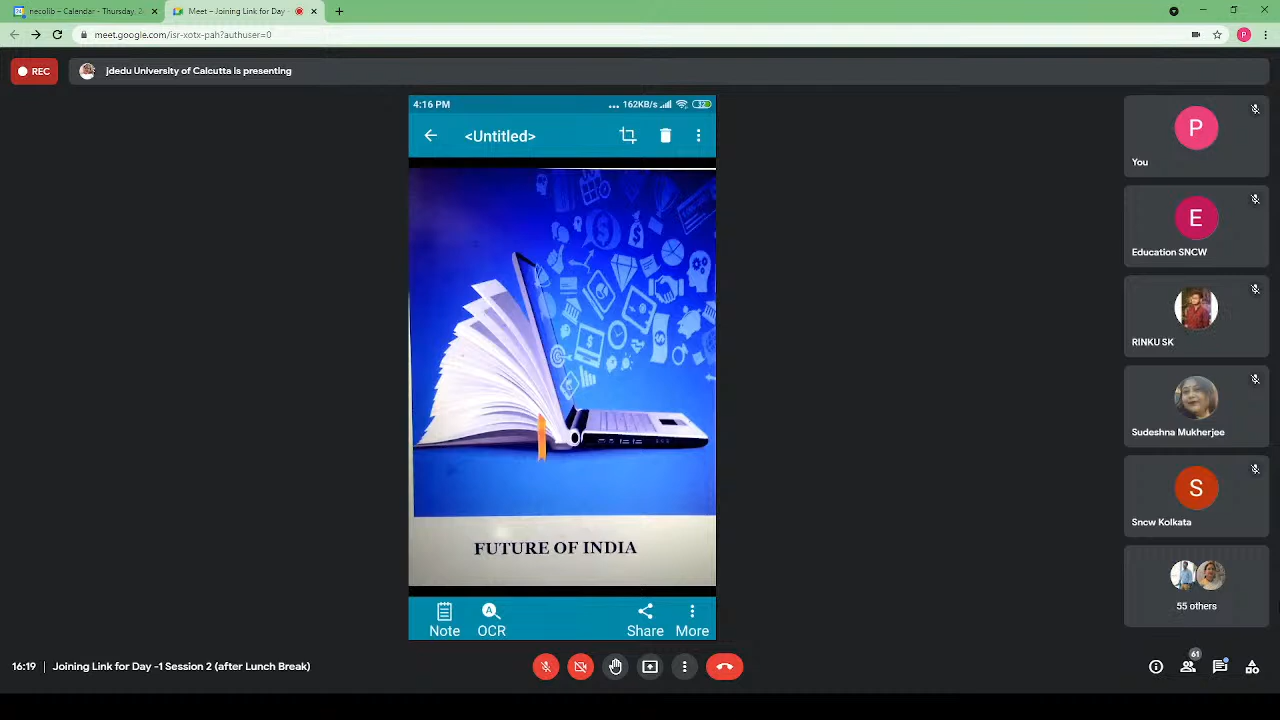 necolib – Calendar - Thursday, 2
Meet – Joining Link for Day -
meet.google.com/isr-xotx-pah?authuser=0
P
REC
Jdedu University of Calcutta is presenting
4:16 PM
... 162KB/s
32
<Untitled>
FUTURE OF INDIA
Note
OCR
Share
More
P
You
E
Education SNCW
RINKU SK
Sudeshna Mukherjee
S
Sncw Kolkata
55 others
16:19 | Joining Link for Day -1 Session 2 (after Lunch Break)
61